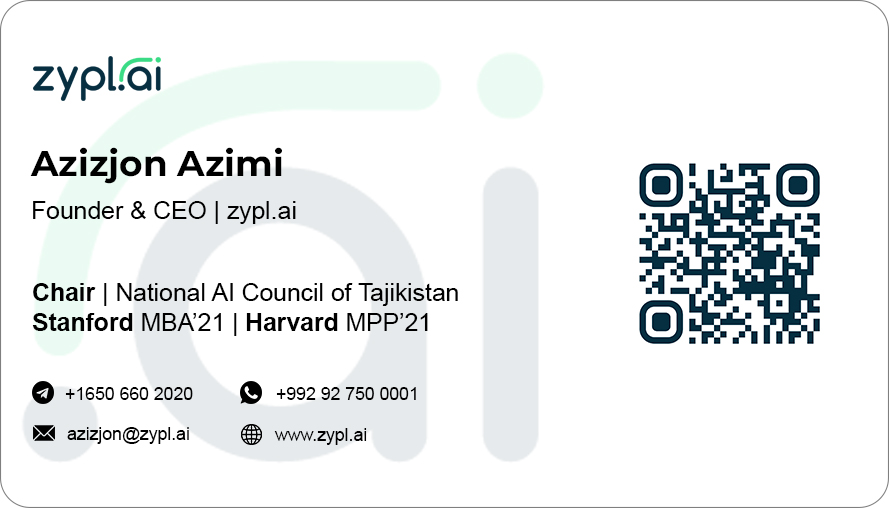 zypl.ai
Azizjon Azimi
Founder & CEO | zypl.ai
Chair | National AI Council of Tajikistan
Stanford MBA’21 | Harvard MPP’21
+1650 660 2020
+992 92 750 0001
azizjon@zypl.ai
www.zypl.ai